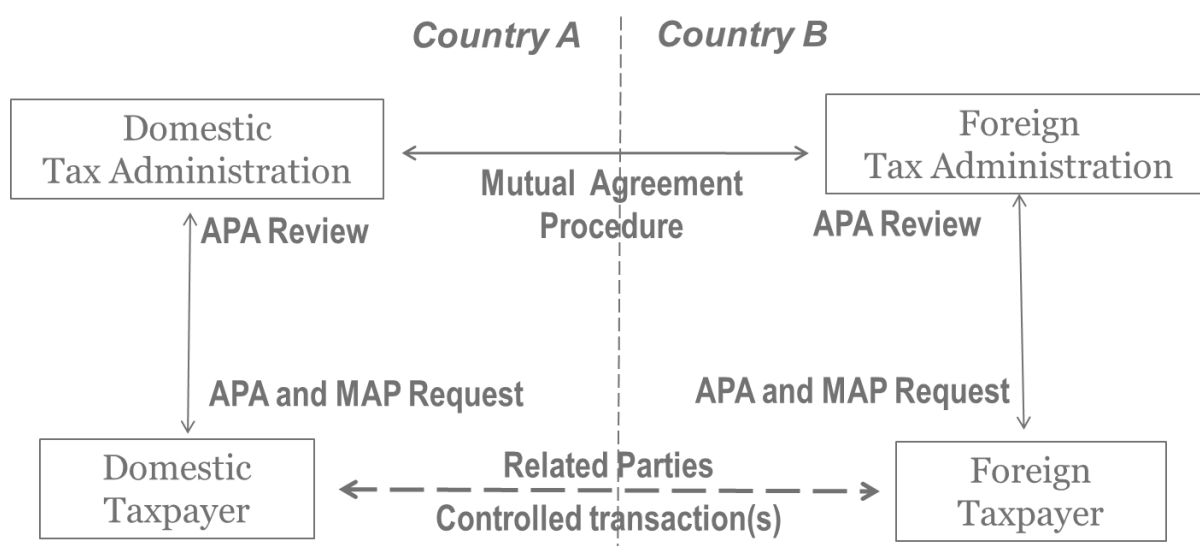 Country A
Country B
Domestic
Tax Administration
Foreign
Tax Administration
Mutual Agreement
Procedure
APA Review
APA Review
APA and MAP Request
APA and MAP Request
Domestic
Taxpayer
Related Parties
Controlled transaction(s)
Foreign
Taxpayer